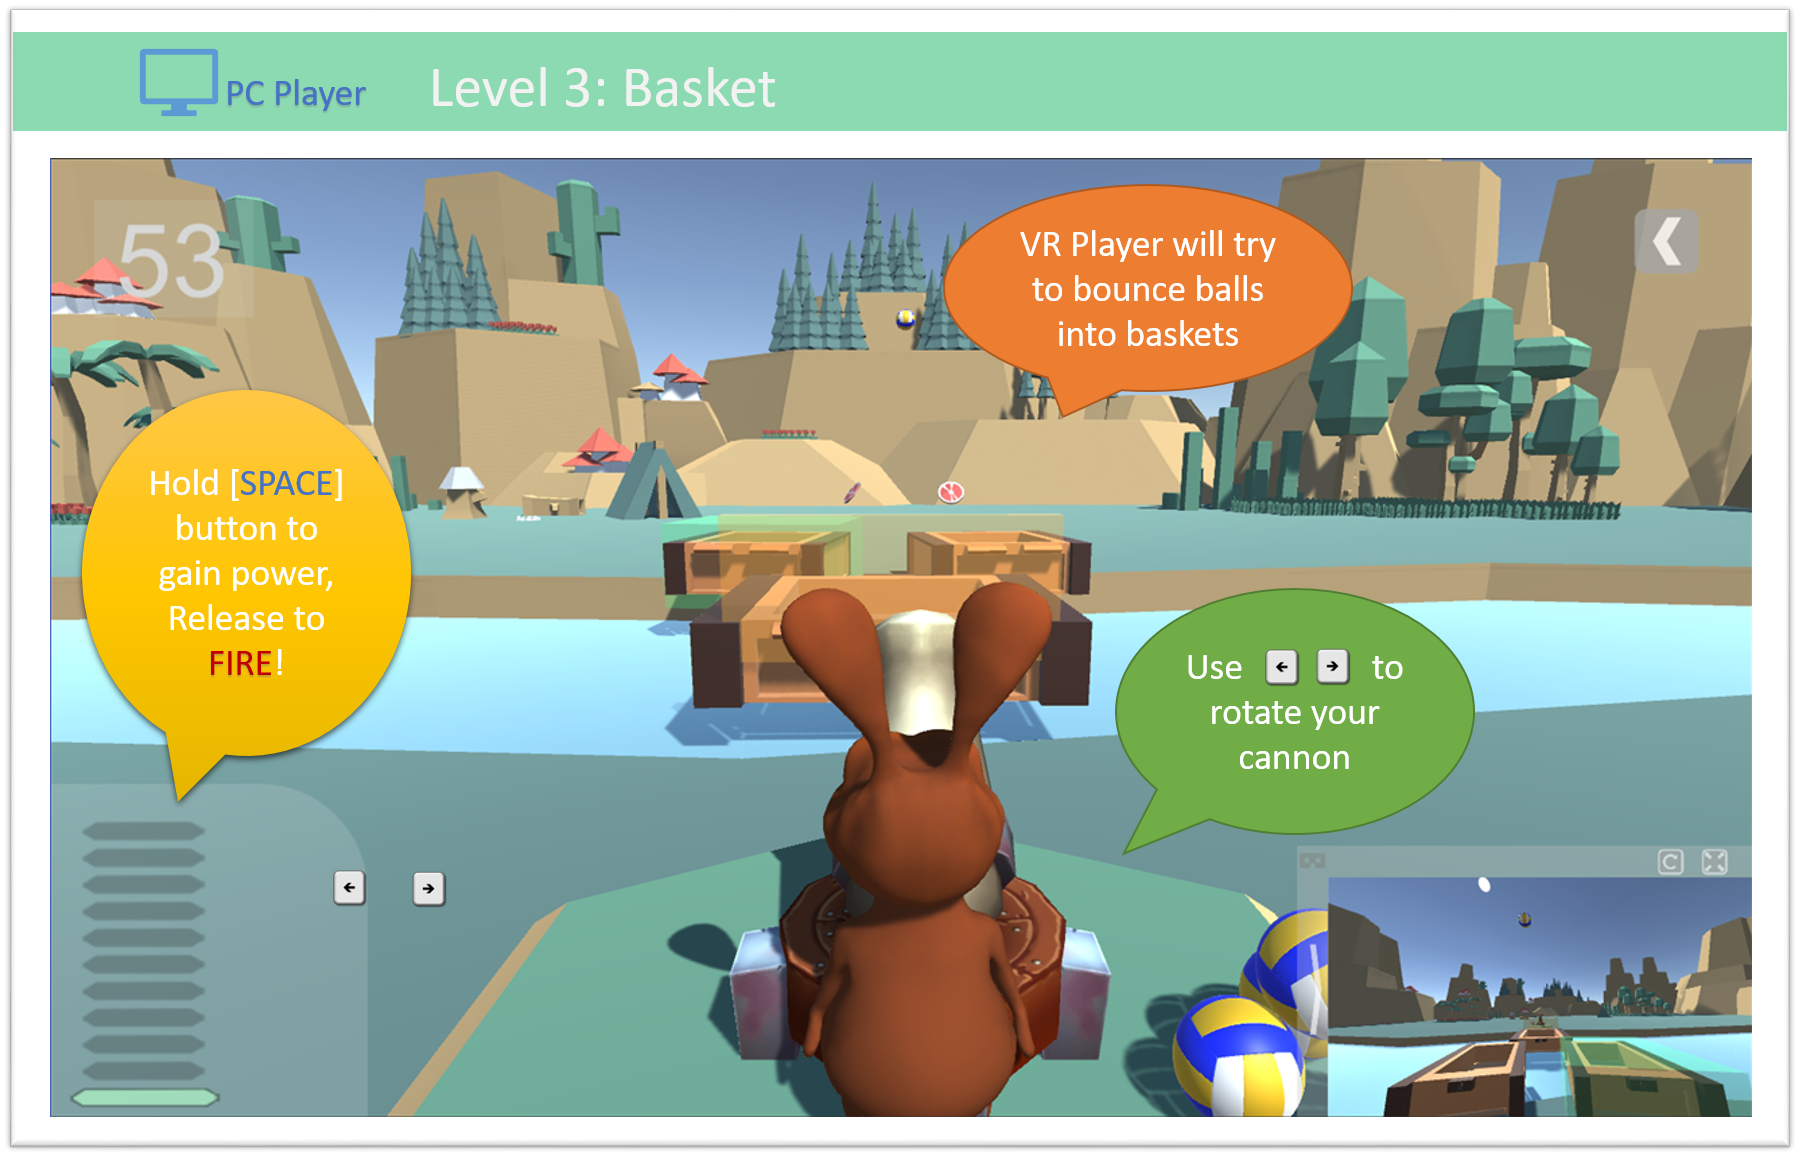 PC Player
Level 3: Basket
53
VR Player will try
to bounce balls
into baskets
Hold [SPACE]
button to
gain power,
Release to
FIRE!
Use ← → to
rotate your
cannon
← →